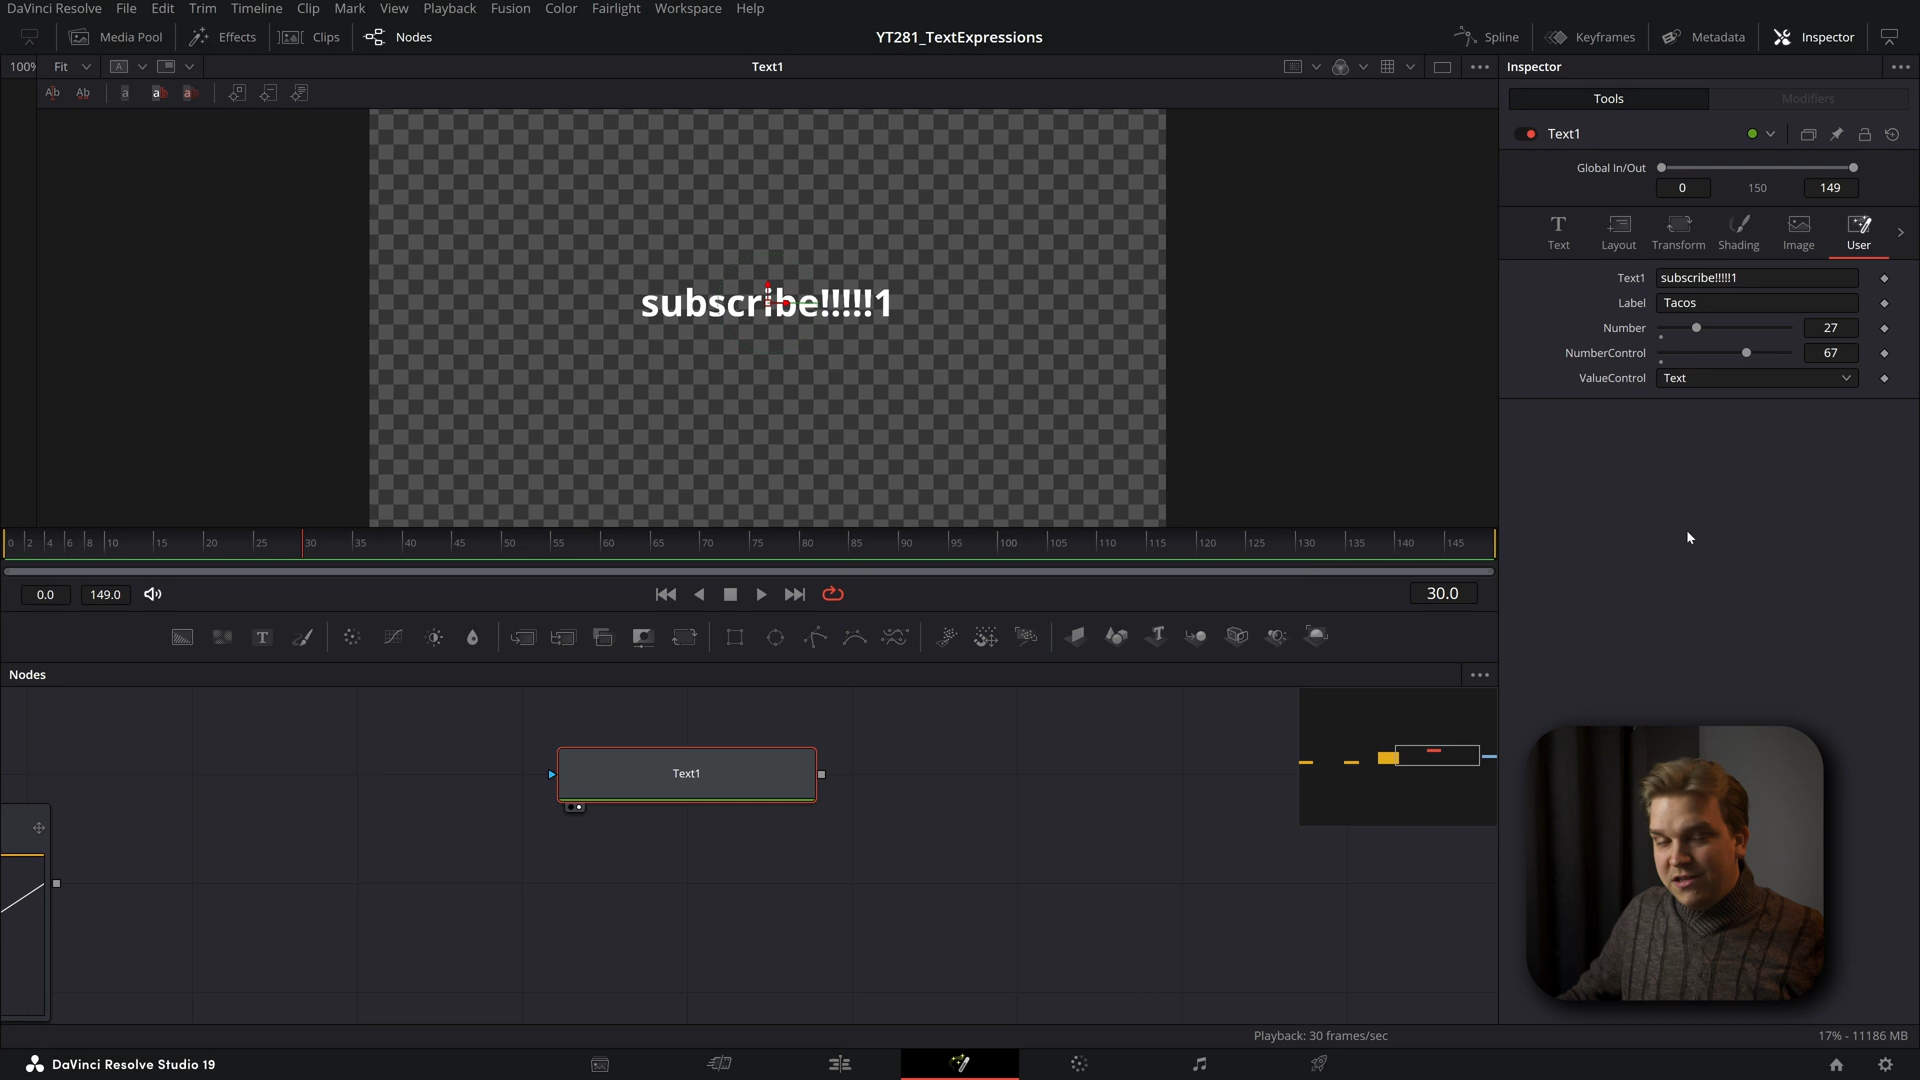 DaVinci Resolve File Edit Trim Timeline Clip Mark View Playback Fusion Color Fairlight Workspace Help
Media Pool Effects Clips Nodes YT281_TextExpressions Spline Keyframes Metadata Inspector
100% Fit A Text1 Inspector
Ab Ab a a a
Tools Modifiers
Text1
Global In/Out
0 150 149
Text Layout Transform Shading Image User
Text1 subscribe!!!!!1
Label Tacos
Number 27
NumberControl 67
ValueControl Text
subscribe!!!!!1
0 2 4 6 8 10 15 20 25 30 35 40 45 50 55 60 65 70 75 80 85 90 95 100 105 110 115 120 125 130 135 140 145
0.0 149.0 30.0
T T
Nodes
Text1
Playback: 30 frames/sec 17% - 11186 MB
DaVinci Resolve Studio 19